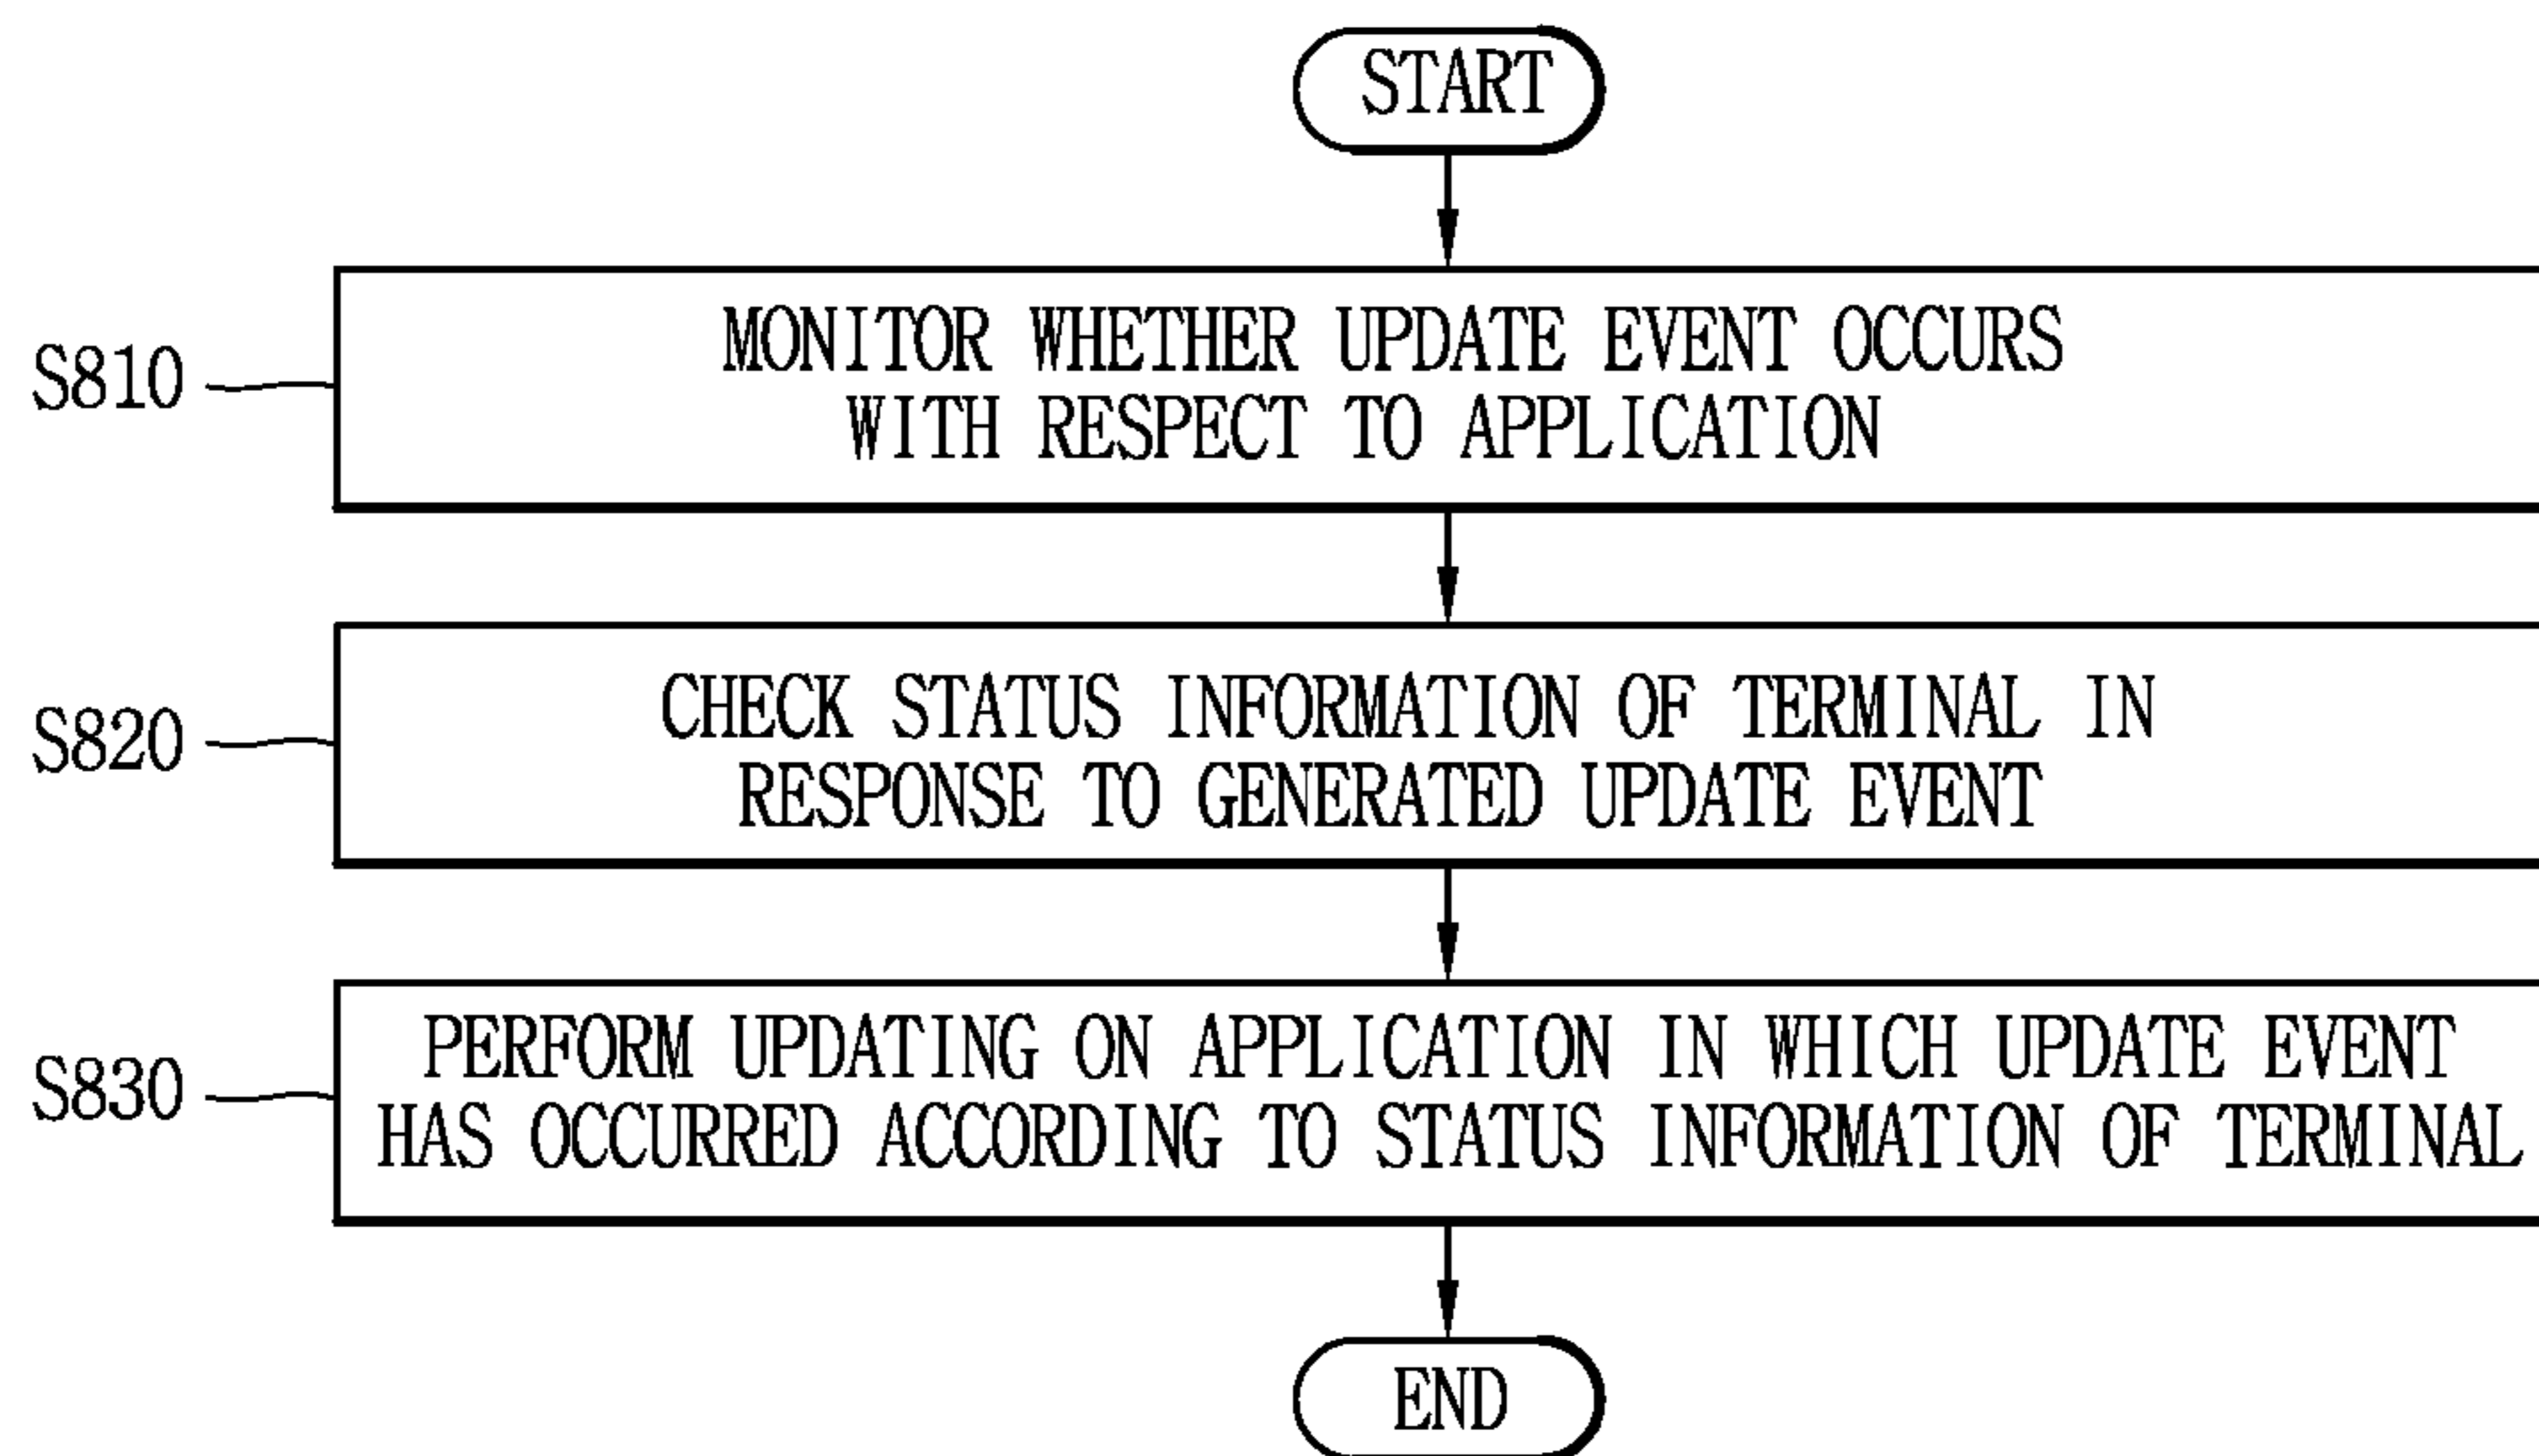 START
S810
MONITOR WHETHER UPDATE EVENT OCCURS
WITH RESPECT TO APPLICATION
S820
CHECK STATUS INFORMATION OF TERMINAL IN
RESPONSE TO GENERATED UPDATE EVENT
S830
PERFORM UPDATING ON APPLICATION IN WHICH UPDATE EVENT
HAS OCCURRED ACCORDING TO STATUS INFORMATION OF TERMINAL
END